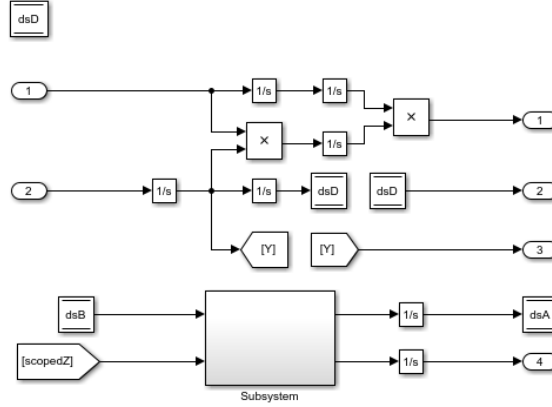 dsD
1 1/s 1/s
× 1
× 1/s
2 1/s 1/s dsD dsD 2
[Y] [Y] 3
dsB 1/s dsA
[scopedZ] 1/s 4
Subsystem